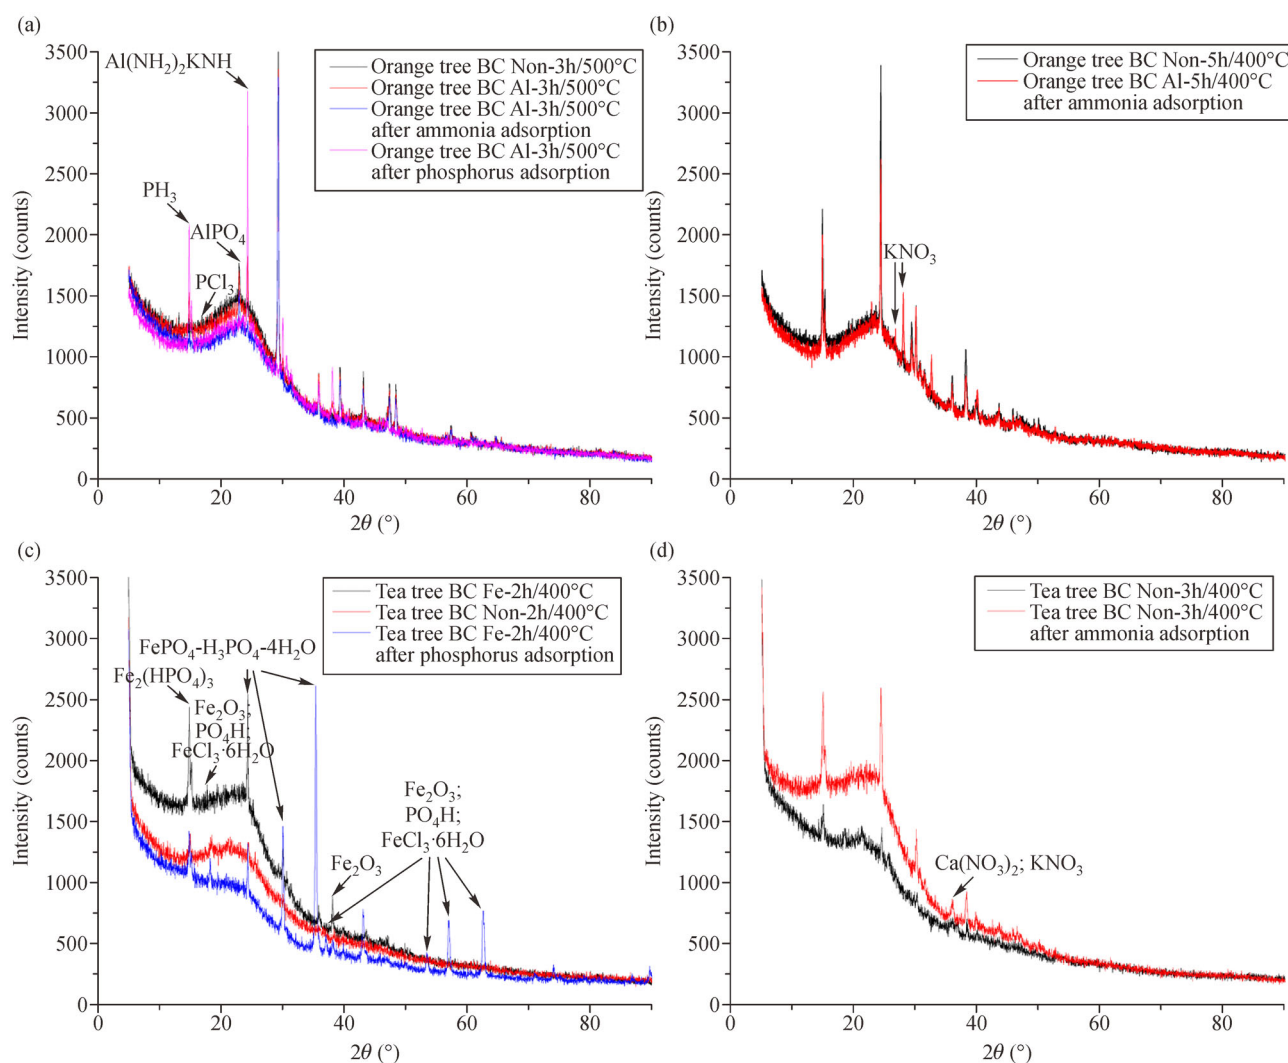 (a)
3500
3000
2500
2000
1500
1000
500
0
0
20
40
60
80
Intensity (counts)
2θ (°)
Al(NH₂)₂KNH
PH₃
AlPO₄
PCl₃
Orange tree BC Non-3h/500°C
Orange tree BC Al-3h/500°C
Orange tree BC Al-3h/500°C
after ammonia adsorption
Orange tree BC Al-3h/500°C
after phosphorus adsorption
(b)
3500
3000
2500
2000
1500
1000
500
0
0
20
40
60
80
Intensity (counts)
2θ (°)
KNO₃
Orange tree BC Non-5h/400°C
Orange tree BC Al-5h/400°C
after ammonia adsorption
(c)
3500
3000
2500
2000
1500
1000
500
0
0
20
40
60
80
Intensity (counts)
2θ (°)
Tea tree BC Fe-2h/400°C
Tea tree BC Non-2h/400°C
Tea tree BC Fe-2h/400°C
after phosphorus adsorption
FePO₄-H₃PO₄-4H₂O
Fe₂(HPO₄)₃
Fe₂O₃;
PO₄H;
FeCl₃·6H₂O
Fe₂O₃;
PO₄H;
FeCl₃·6H₂O
Fe₂O₃
(d)
3500
3000
2500
2000
1500
1000
500
0
0
20
40
60
80
Intensity (counts)
2θ (°)
Tea tree BC Non-3h/400°C
Tea tree BC Non-3h/400°C
after ammonia adsorption
Ca(NO₃)₂; KNO₃